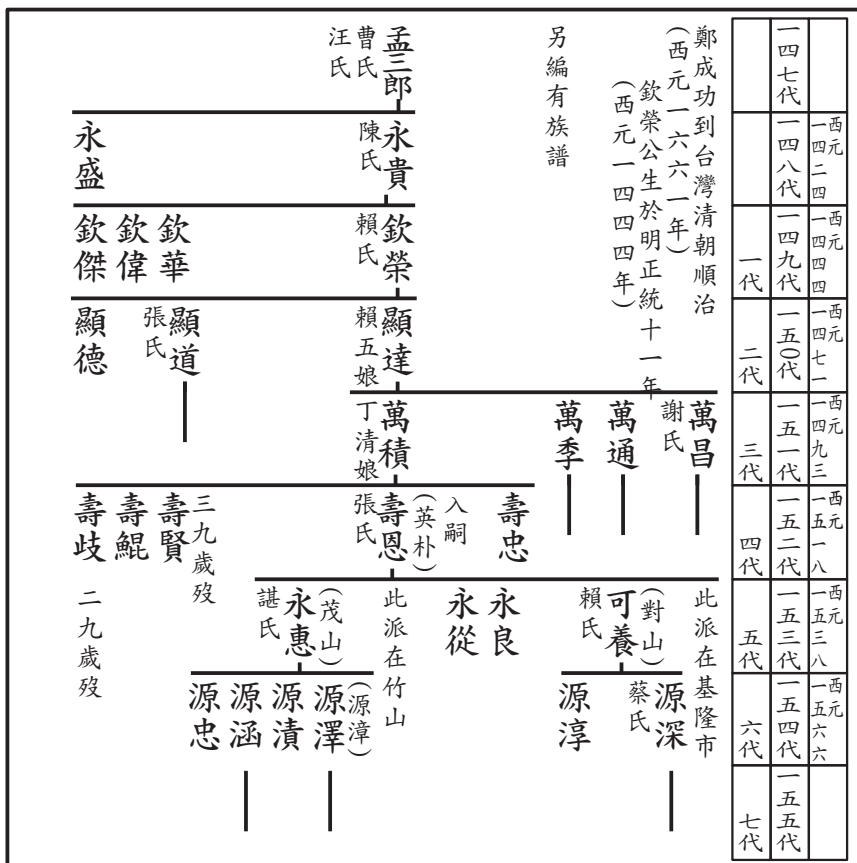 一四七代
一四八代
西元一四二四
一代
一四九代
西元一四四四
二代
一五〇代
西元一四七一
三代
一五一代
西元一四九三
四代
一五二代
西元一五一八
五代
一五三代
西元一五三八
六代
一五四代
西元一五六六
七代
一五五代
鄭成功到台灣清朝順治
(西元一六六一年)
欽榮公生於明正統十一年
(西元一四四四年)
另編有族譜
孟三郎
曹氏
汪氏
永貴
陳氏
永盛
欽榮
賴氏
欽華
欽偉
欽傑
顯達
賴五娘
顯道
張氏
顯德
萬昌
謝氏
萬通
萬季
萬積
丁清娘
壽忠
入嗣
(英朴)
壽恩
張氏
三九歲歿
壽賢
壽鯤
壽歧
二九歲歿
此派在基隆市
(對山)
可養
賴氏
永良
永從
此派在竹山
(茂山)
永惠
諶氏
源深
蔡氏
源淳
(源漳)
源澤
源漬
源涵
源忠